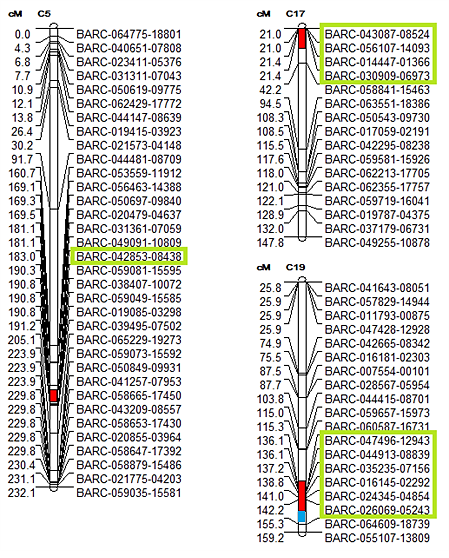 cM C5
0.0 BARC-064775-18801
4.3 BARC-040651-07808
6.8 BARC-023411-05376
7.7 BARC-031311-07043
10.9 BARC-050619-09775
12.1 BARC-062429-17772
13.8 BARC-044147-08639
26.4 BARC-019415-03923
30.2 BARC-021573-04148
91.7 BARC-044481-08709
160.7 BARC-053559-11912
169.1 BARC-056463-14388
169.3 BARC-050697-09840
169.5 BARC-020479-04637
181.1 BARC-031361-07059
181.1 BARC-049091-10809
183.0 BARC-042853-08438
190.3 BARC-059081-15595
190.8 BARC-038407-10072
190.8 BARC-059049-15585
190.8 BARC-019085-03298
191.2 BARC-039495-07502
205.1 BARC-065229-19273
223.9 BARC-059073-15592
223.9 BARC-050849-09931
223.9 BARC-041257-07953
229.8 BARC-058665-17450
229.8 BARC-043209-08557
229.8 BARC-058653-17430
229.8 BARC-020855-03964
229.8 BARC-058647-17392
230.4 BARC-058879-15486
231.1 BARC-021775-04203
232.1 BARC-059035-15581
cM C17
21.0 BARC-043087-08524
21.0 BARC-056107-14093
21.4 BARC-014447-01366
21.4 BARC-030909-06973
42.2 BARC-058841-15463
94.5 BARC-063551-18386
108.3 BARC-050543-09730
108.5 BARC-017059-02191
115.5 BARC-042295-08238
117.6 BARC-059581-15926
118.0 BARC-062213-17705
121.0 BARC-062355-17757
122.1 BARC-059719-16041
128.9 BARC-019787-04375
132.0 BARC-037179-06731
147.8 BARC-049255-10878
cM C19
25.8 BARC-041643-08051
25.9 BARC-057829-14944
25.9 BARC-011793-00875
25.9 BARC-047428-12928
74.9 BARC-042665-08342
75.5 BARC-016181-02303
87.5 BARC-007554-00101
87.7 BARC-028567-05954
103.8 BARC-044415-08701
115.0 BARC-059657-15973
115.3 BARC-060587-16731
136.1 BARC-047496-12943
136.1 BARC-044913-08839
137.2 BARC-035235-07156
138.8 BARC-016145-02292
141.0 BARC-024345-04854
142.2 BARC-026069-05243
155.3 BARC-064609-18739
159.2 BARC-055107-13809